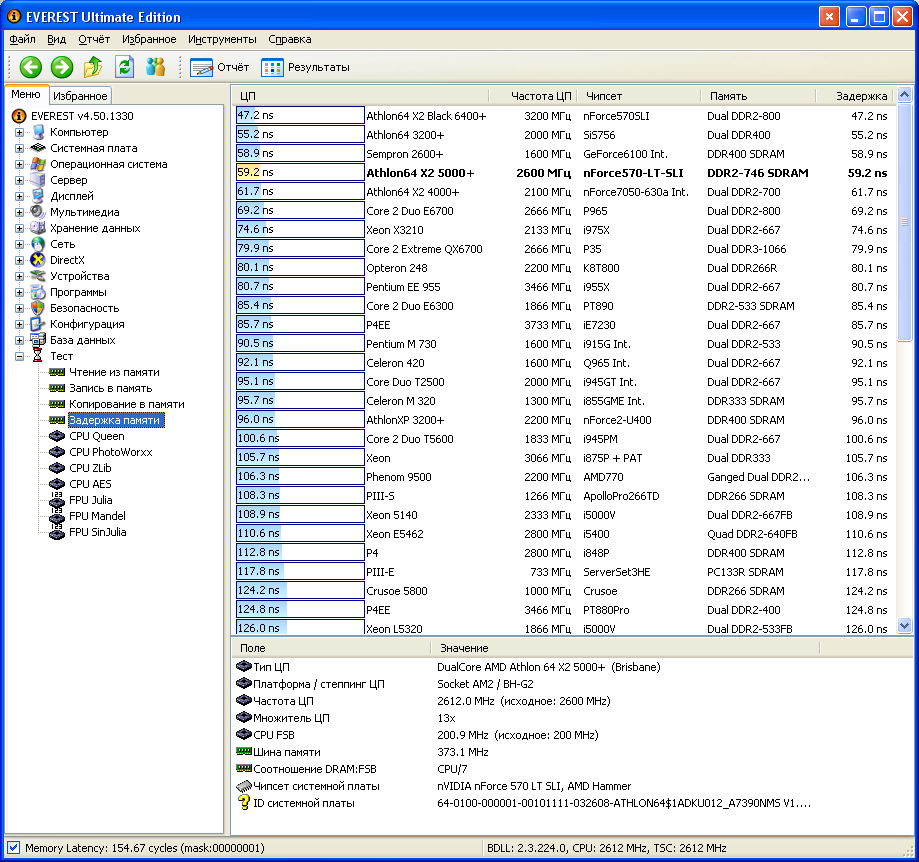 EVEREST Ultimate Edition
Файл Вид Отчёт Избранное Инструменты Справка
Отчёт Результаты
Меню Избранное
EVEREST v4.50.1330
Компьютер
Системная плата
Операционная система
Сервер
Дисплей
Мультимедиа
Хранение данных
Сеть
DirectX
Устройства
Программы
Безопасность
Конфигурация
База данных
Тест
Чтение из памяти
Запись в память
Копирование в памяти
Задержка памяти
CPU Queen
CPU PhotoWorxx
CPU ZLib
CPU AES
FPU Julia
FPU Mandel
FPU SinJulia
ЦП Частота ЦП Чипсет Память Задержка
47.2 ns Athlon64 X2 Black 6400+ 3200 МГц nForce570SLI Dual DDR2-800 47.2 ns
55.2 ns Athlon64 3200+ 2000 МГц SiS756 Dual DDR400 55.2 ns
58.9 ns Sempron 2600+ 1600 МГц GeForce6100 Int. DDR400 SDRAM 58.9 ns
59.2 ns Athlon64 X2 5000+ 2600 МГц nForce570-LT-SLI DDR2-746 SDRAM 59.2 ns
61.7 ns Athlon64 X2 4000+ 2100 МГц nForce7050-630a Int. Dual DDR2-700 61.7 ns
69.2 ns Core 2 Duo E6700 2666 МГц P965 Dual DDR2-800 69.2 ns
74.6 ns Xeon X3210 2133 МГц i975X Dual DDR2-667 74.6 ns
79.9 ns Core 2 Extreme QX6700 2666 МГц P35 Dual DDR3-1066 79.9 ns
80.1 ns Opteron 248 2200 МГц K8T800 Dual DDR266R 80.1 ns
80.7 ns Pentium EE 955 3466 МГц i955X Dual DDR2-667 80.7 ns
85.4 ns Core 2 Duo E6300 1866 МГц PT890 DDR2-533 SDRAM 85.4 ns
85.7 ns P4EE 3733 МГц iE7230 Dual DDR2-667 85.7 ns
90.5 ns Pentium M 730 1600 МГц i915G Int. Dual DDR2-533 90.5 ns
92.1 ns Celeron 420 1600 МГц Q965 Int. Dual DDR2-667 92.1 ns
95.1 ns Core Duo T2500 2000 МГц i945GT Int. Dual DDR2-667 95.1 ns
95.7 ns Celeron M 320 1300 МГц i855GME Int. DDR333 SDRAM 95.7 ns
96.0 ns AthlonXP 3200+ 2200 МГц nForce2-U400 DDR400 SDRAM 96.0 ns
100.6 ns Core 2 Duo T5600 1833 МГц i945PM Dual DDR2-667 100.6 ns
105.7 ns Xeon 3066 МГц i875P + PAT Dual DDR333 105.7 ns
106.3 ns Phenom 9500 2200 МГц AMD770 Ganged Dual DDR2... 106.3 ns
108.3 ns PIII-S 1266 МГц ApolloPro266TD DDR266 SDRAM 108.3 ns
108.9 ns Xeon 5140 2333 МГц i5000V Dual DDR2-667FB 108.9 ns
110.6 ns Xeon E5462 2800 МГц i5400 Quad DDR2-640FB 110.6 ns
112.8 ns P4 2800 МГц i848P DDR400 SDRAM 112.8 ns
117.8 ns PIII-E 733 МГц ServerSet3HE PC133R SDRAM 117.8 ns
124.2 ns Crusoe 5800 1000 МГц Crusoe DDR266 SDRAM 124.2 ns
124.8 ns P4EE 3466 МГц PT880Pro Dual DDR2-400 124.8 ns
126.0 ns Xeon L5320 1866 МГц i5000V Dual DDR2-533FB 126.0 ns
Поле Значение
Тип ЦП DualCore AMD Athlon 64 X2 5000+ (Brisbane)
Платформа / степпинг ЦП Socket AM2 / BH-G2
Частота ЦП 2612.0 MHz (исходное: 2600 MHz)
Множитель ЦП 13x
CPU FSB 200.9 MHz (исходное: 200 MHz)
Шина памяти 373.1 MHz
Соотношение DRAM:FSB CPU/7
Чипсет системной платы nVIDIA nForce 570 LT SLI, AMD Hammer
ID системной платы 64-0100-000001-00101111-032608-ATHLON64$1ADKU012_A7390NMS V1....
Memory Latency: 154.67 cycles (mask:00000001) BDLL: 2.3.224.0, CPU: 2612 MHz, TSC: 2612 MHz